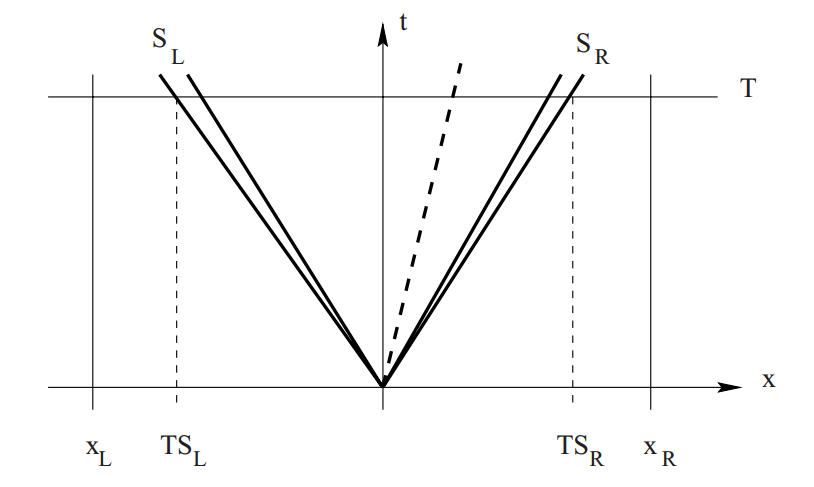 t
S_L
S_R
T
x
x_L TS_L TS_R x_R